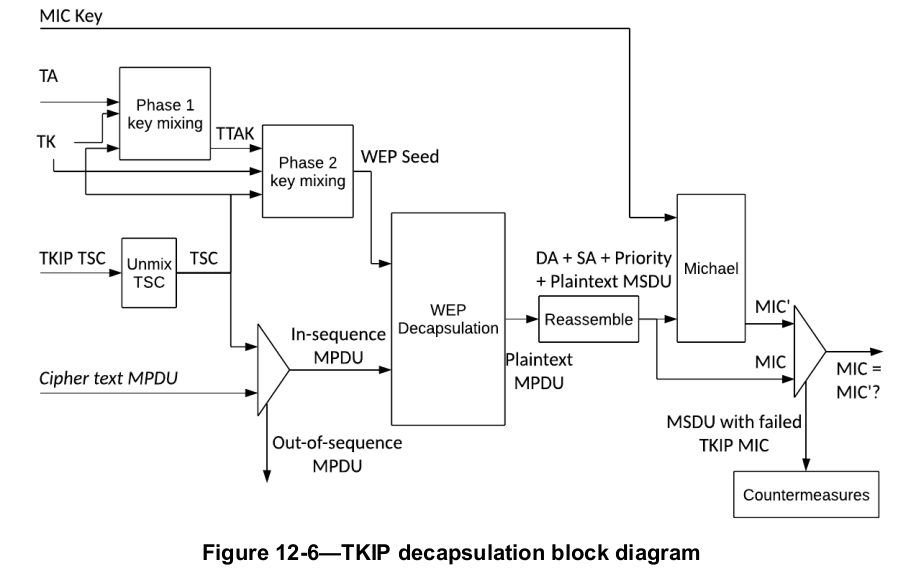 MIC Key
TA
Phase 1
key mixing
TK
TTAK
Phase 2
key mixing
WEP Seed
TKIP TSC
Unmix
TSC
TSC
DA + SA + Priority
+ Plaintext MSDU
Michael
WEP
Decapsulation
Reassemble
MIC'
In-sequence
MPDU
Plaintext
MPDU
MIC
MIC =
MIC'?
Cipher text MPDU
Out-of-sequence
MPDU
MSDU with failed
TKIP MIC
Countermeasures
Figure 12-6—TKIP decapsulation block diagram